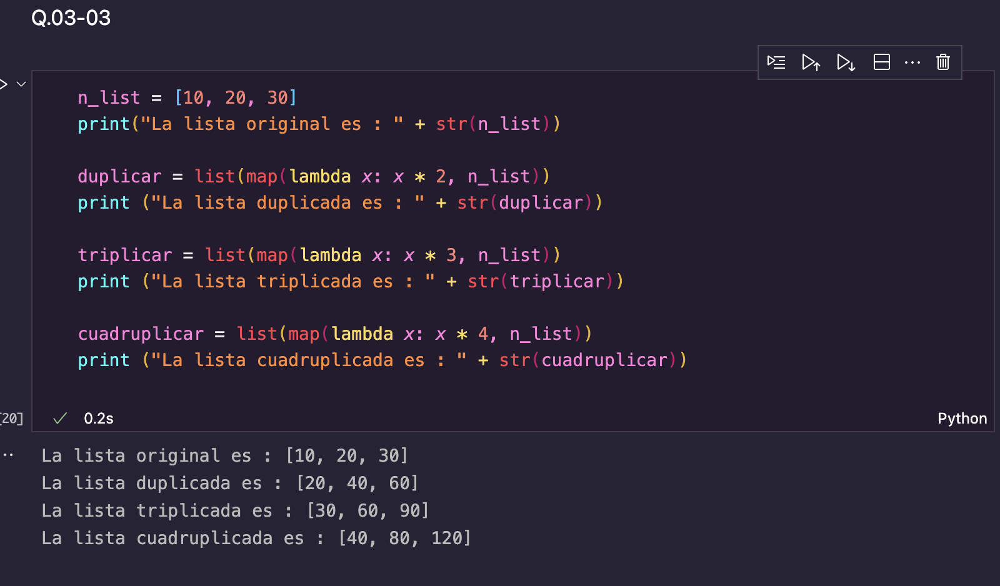 Q.03-03
n_list = [10, 20, 30]
print("La lista original es : " + str(n_list))
duplicar = list(map(lambda x: x * 2, n_list))
print ("La lista duplicada es : " + str(duplicar))
triplicar = list(map(lambda x: x * 3, n_list))
print ("La lista triplicada es : " + str(triplicar))
cuadruplicar = list(map(lambda x: x * 4, n_list))
print ("La lista cuadruplicada es : " + str(cuadruplicar))
[20] 0.2s Python
La lista original es : [10, 20, 30]
La lista duplicada es : [20, 40, 60]
La lista triplicada es : [30, 60, 90]
La lista cuadruplicada es : [40, 80, 120]